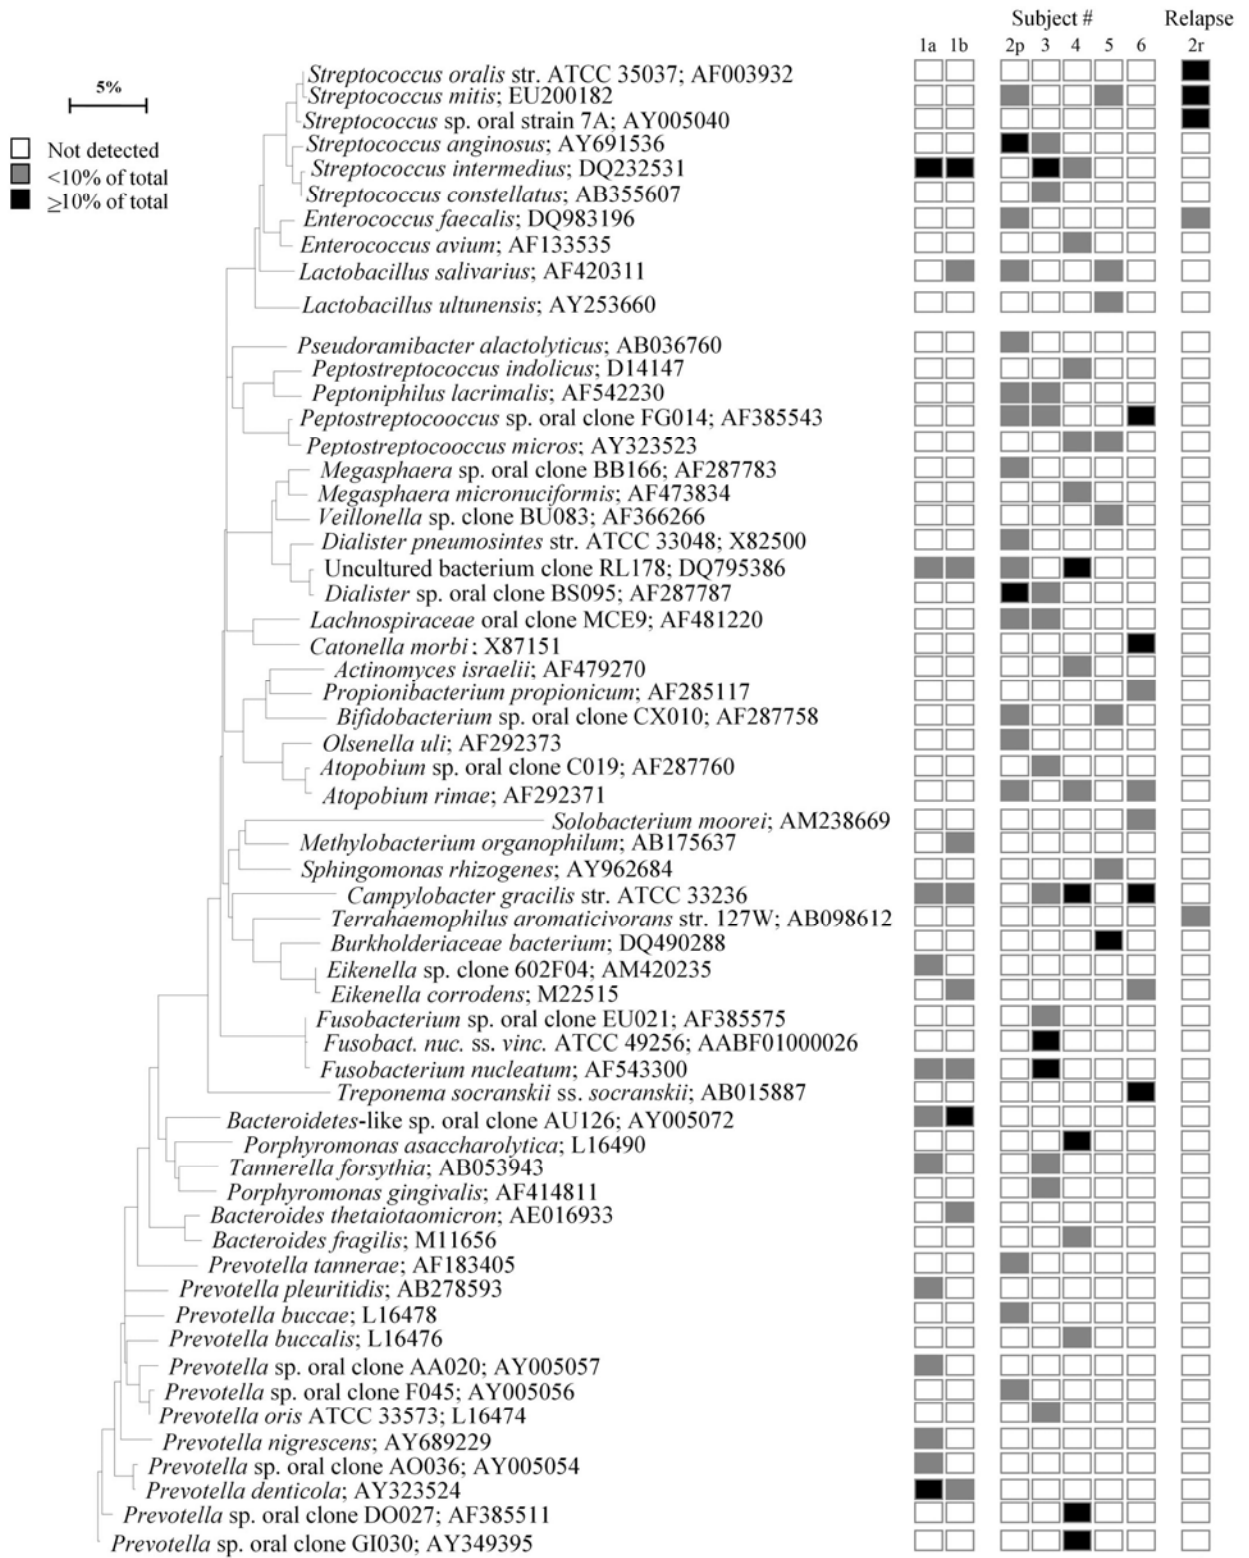 Subject # Relapse
1a 1b 2p 3 4 5 6 2r
5%
Not detected
<10% of total
≥10% of total
Streptococcus oralis str. ATCC 35037; AF003932
Streptococcus mitis; EU200182
Streptococcus sp. oral strain 7A; AY005040
Streptococcus anginosus; AY691536
Streptococcus intermedius; DQ232531
Streptococcus constellatus; AB355607
Enterococcus faecalis; DQ983196
Enterococcus avium; AF133535
Lactobacillus salivarius; AF420311
Lactobacillus ultunensis; AY253660
Pseudoramibacter alactolyticus; AB036760
Peptostreptococcus indolicus; D14147
Peptoniphilus lacrimalis; AF542230
Peptostreptocooccus sp. oral clone FG014; AF385543
Peptostreptocooccus micros; AY323523
Megasphaera sp. oral clone BB166; AF287783
Megasphaera micronuciformis; AF473834
Veillonella sp. clone BU083; AF366266
Dialister pneumosintes str. ATCC 33048; X82500
Uncultured bacterium clone RL178; DQ795386
Dialister sp. oral clone BS095; AF287787
Lachnospiraceae oral clone MCE9; AF481220
Catonella morbi; X87151
Actinomyces israelii; AF479270
Propionibacterium propionicum; AF285117
Bifidobacterium sp. oral clone CX010; AF287758
Olsenella uli; AF292373
Atopobium sp. oral clone C019; AF287760
Atopobium rimae; AF292371
Solobacterium moorei; AM238669
Methylobacterium organophilum; AB175637
Sphingomonas rhizogenes; AY962684
Campylobacter gracilis str. ATCC 33236
Terrahaemophilus aromaticivorans str. 127W; AB098612
Burkholderiaceae bacterium; DQ490288
Eikenella sp. clone 602F04; AM420235
Eikenella corrodens; M22515
Fusobacterium sp. oral clone EU021; AF385575
Fusobact. nuc. ss. vinc. ATCC 49256; AABF01000026
Fusobacterium nucleatum; AF543300
Treponema socranskii ss. socranskii; AB015887
Bacteroidetes-like sp. oral clone AU126; AY005072
Porphyromonas asaccharolytica; L16490
Tannerella forsythia; AB053943
Porphyromonas gingivalis; AF414811
Bacteroides thetaiotaomicron; AE016933
Bacteroides fragilis; M11656
Prevotella tannerae; AF183405
Prevotella pleuritidis; AB278593
Prevotella buccae; L16478
Prevotella buccalis; L16476
Prevotella sp. oral clone AA020; AY005057
Prevotella sp. oral clone F045; AY005056
Prevotella oris ATCC 33573; L16474
Prevotella nigrescens; AY689229
Prevotella sp. oral clone AO036; AY005054
Prevotella denticola; AY323524
Prevotella sp. oral clone DO027; AF385511
Prevotella sp. oral clone GI030; AY349395